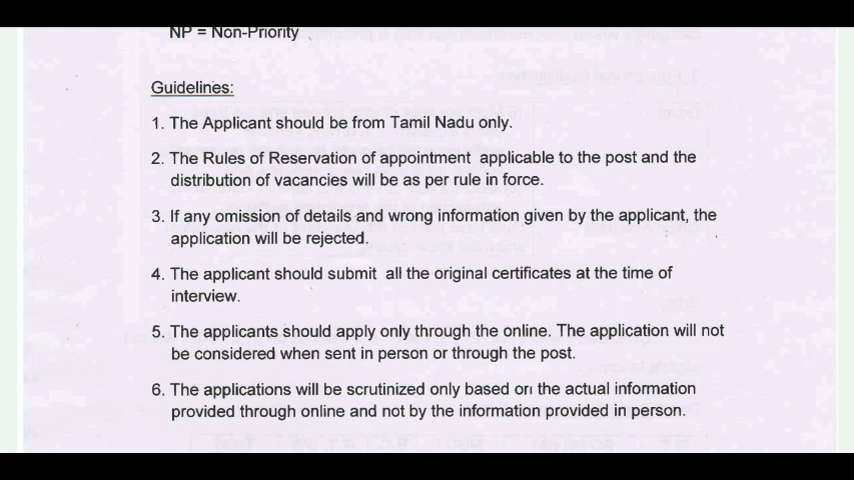 NP = Non-Priority
Guidelines:
1. The Applicant should be from Tamil Nadu only.
2. The Rules of Reservation of appointment applicable to the post and the
distribution of vacancies will be as per rule in force.
3. If any omission of details and wrong information given by the applicant, the
application will be rejected.
4. The applicant should submit all the original certificates at the time of
interview.
5. The applicants should apply only through the online. The application will not
be considered when sent in person or through the post.
6. The applications will be scrutinized only based on the actual information
provided through online and not by the information provided in person.